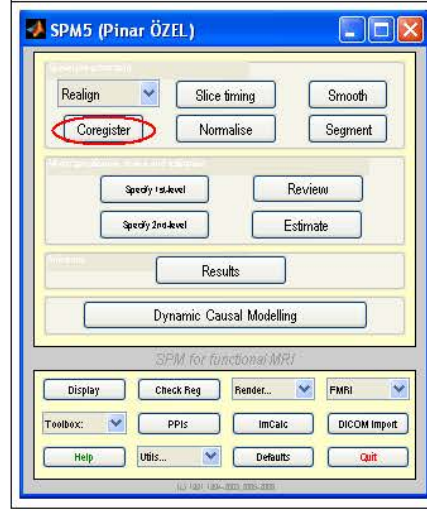 SPM5 (Pinar ÖZEL)
Realign Slice timing Smooth
Coregister Normalise Segment
Specify 1st-level Review
Specify 2nd-level Estimate
Results
Dynamic Causal Modelling
SPM for functional MRI
Display Check Reg Render... FMRI
Toolbox: PPIs ImCalc DICOM Import
Help Utils... Defaults Quit